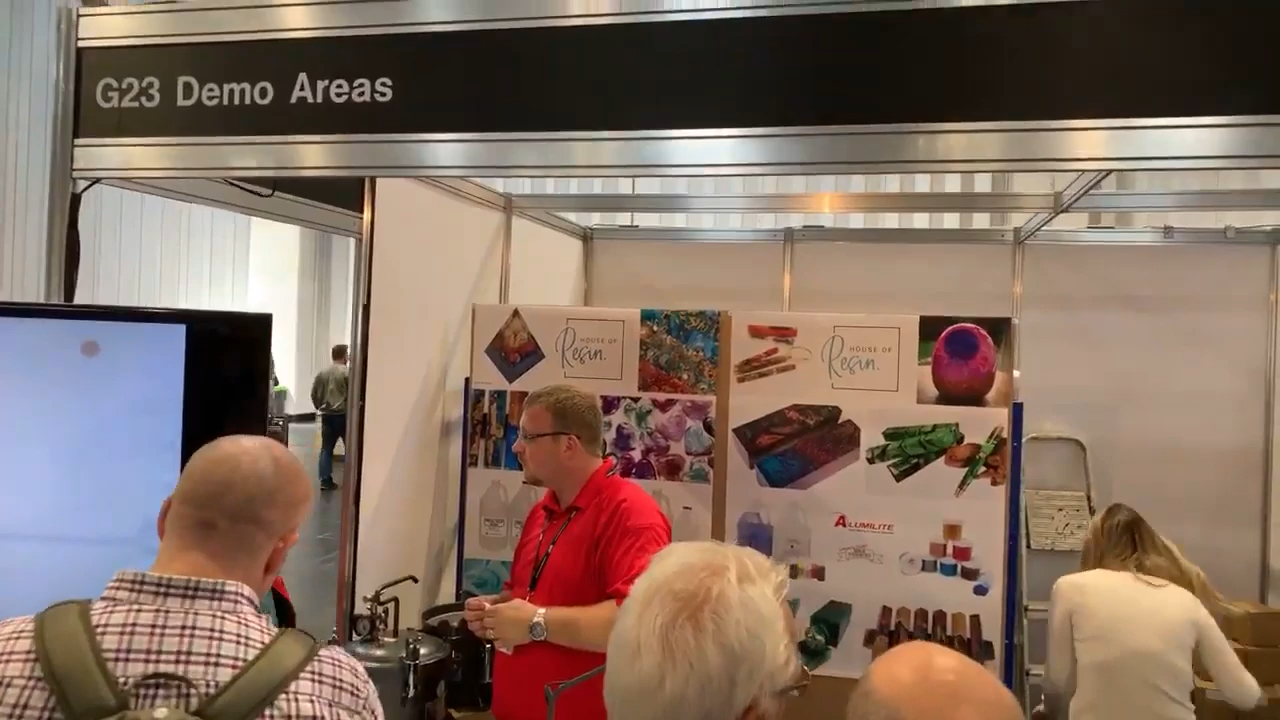 G23 Demo Areas
HOUSE OF
Resin.
HOUSE OF
Resin.
ALUMILITE